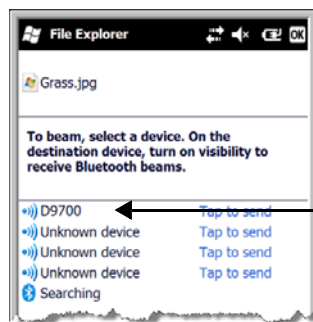 File Explorer OK
Grass.jpg
To beam, select a device. On the
destination device, turn on visibility to
receive Bluetooth beams.
D9700 Tap to send
Unknown device Tap to send
Unknown device Tap to send
Unknown device Tap to send
Searching